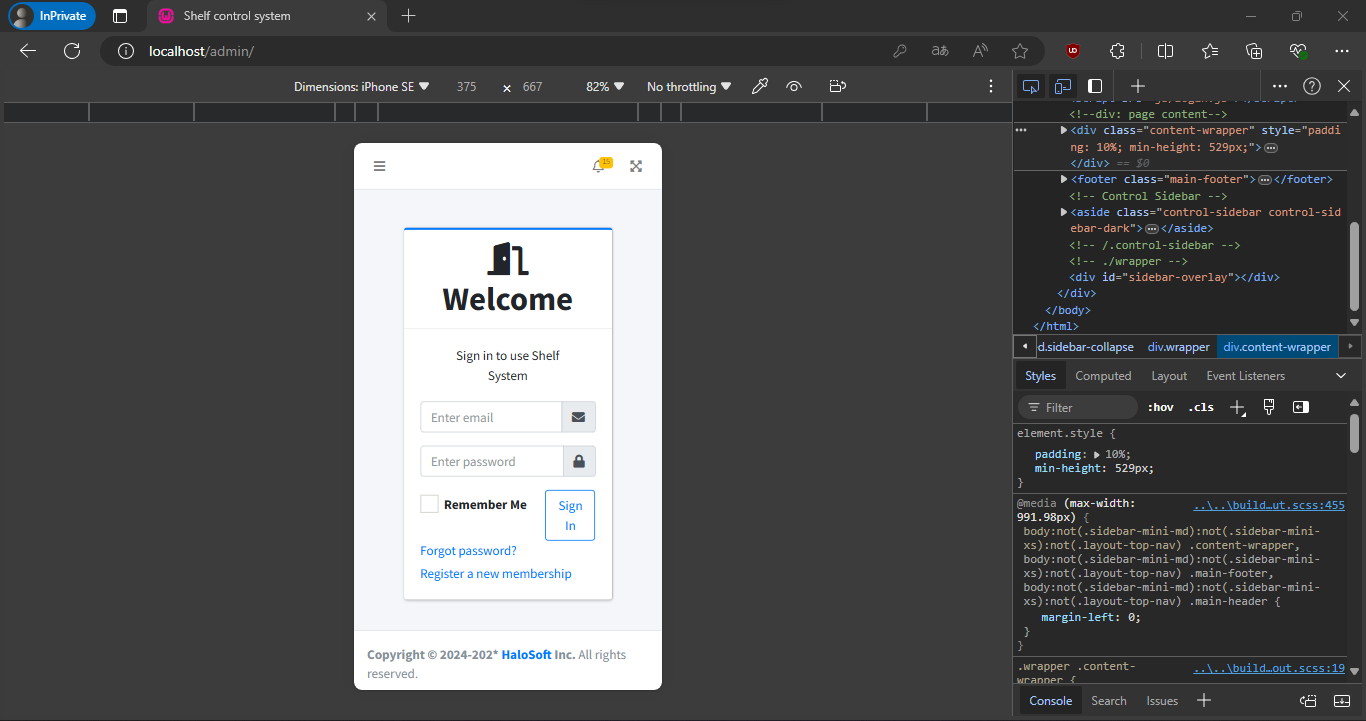 InPrivate
Shelf control system
localhost/admin/
Dimensions: iPhone SE 375 × 667 82% No throttling
15
Welcome
Sign in to use Shelf
System
Enter email
Enter password
Remember Me
Sign
In
Forgot password?
Register a new membership
Copyright © 2024-202* HaloSoft Inc. All rights
reserved.
<!--div: page content-->
<div class="content-wrapper" style="paddi
ng: 10%; min-height: 529px;">
</div> == $0
<footer class="main-footer"> </footer>
<!-- Control Sidebar -->
<aside class="control-sidebar control-sid
ebar-dark"> </aside>
<!-- /.control-sidebar -->
<!-- ./wrapper -->
<div id="sidebar-overlay"></div>
</div>
</body>
</html>
d.sidebar-collapse div.wrapper div.content-wrapper
Styles Computed Layout Event Listeners
Filter :hov .cls
element.style {
padding: 10%;
min-height: 529px;
}
@media (max-width: ..\..\build…ut.scss:455
991.98px) {
body:not(.sidebar-mini-md):not(.sidebar-mini-
xs):not(.layout-top-nav) .content-wrapper,
body:not(.sidebar-mini-md):not(.sidebar-mini-
xs):not(.layout-top-nav) .main-footer,
body:not(.sidebar-mini-md):not(.sidebar-mini-
xs):not(.layout-top-nav) .main-header {
margin-left: 0;
}
}
.wrapper .content- ..\..\build…out.scss:19
wrapper {
Console Search Issues